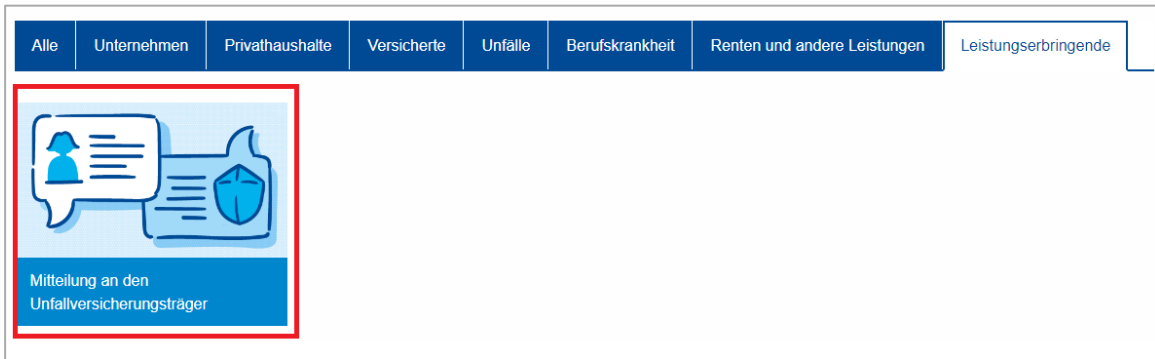 Alle Unternehmen Privathaushalte Versicherte Unfälle Berufskrankheit Renten und andere Leistungen Leistungserbringende
Mitteilung an den
Unfallversicherungsträger